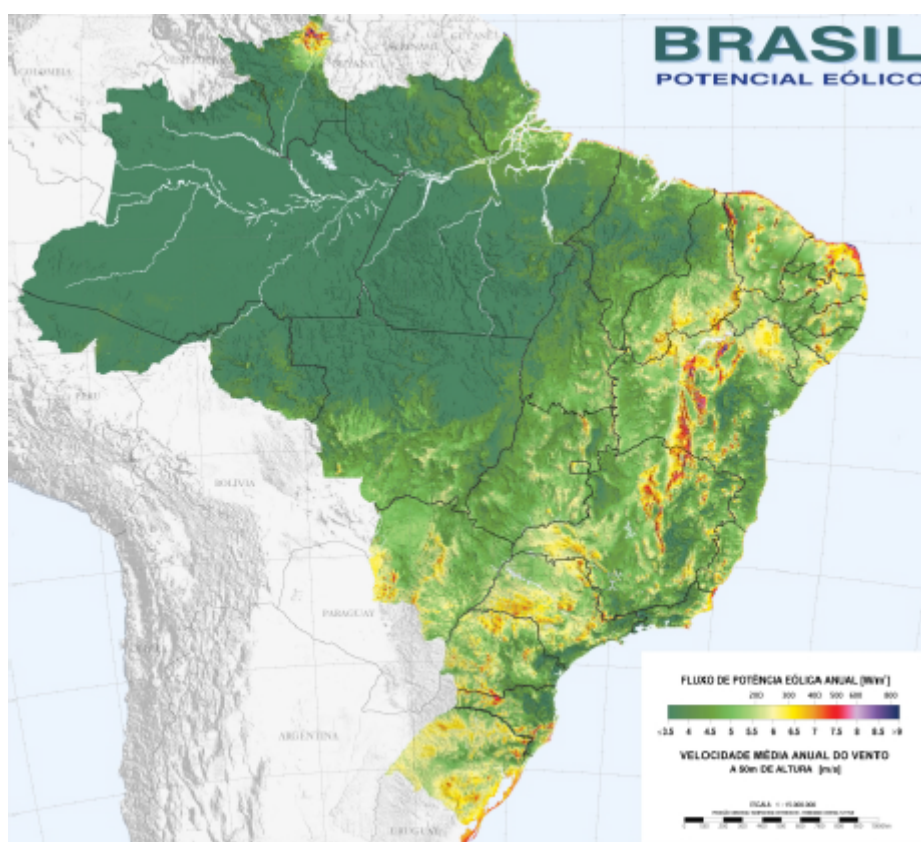 BRASIL
POTENCIAL EÓLICO
COLOMBIA
PERU
BOLIVIA
PARAGUAY
ARGENTINA
URUGUAY
FLUXO DE POTÊNCIA EÓLICA ANUAL [W/m²]
200 300 400 500 600 800
<3.5 4 4.5 5 5.5 6 6.5 7 7.5 8 8.5 >9
VELOCIDADE MÉDIA ANUAL DO VENTO
A 50m DE ALTURA [m/s]